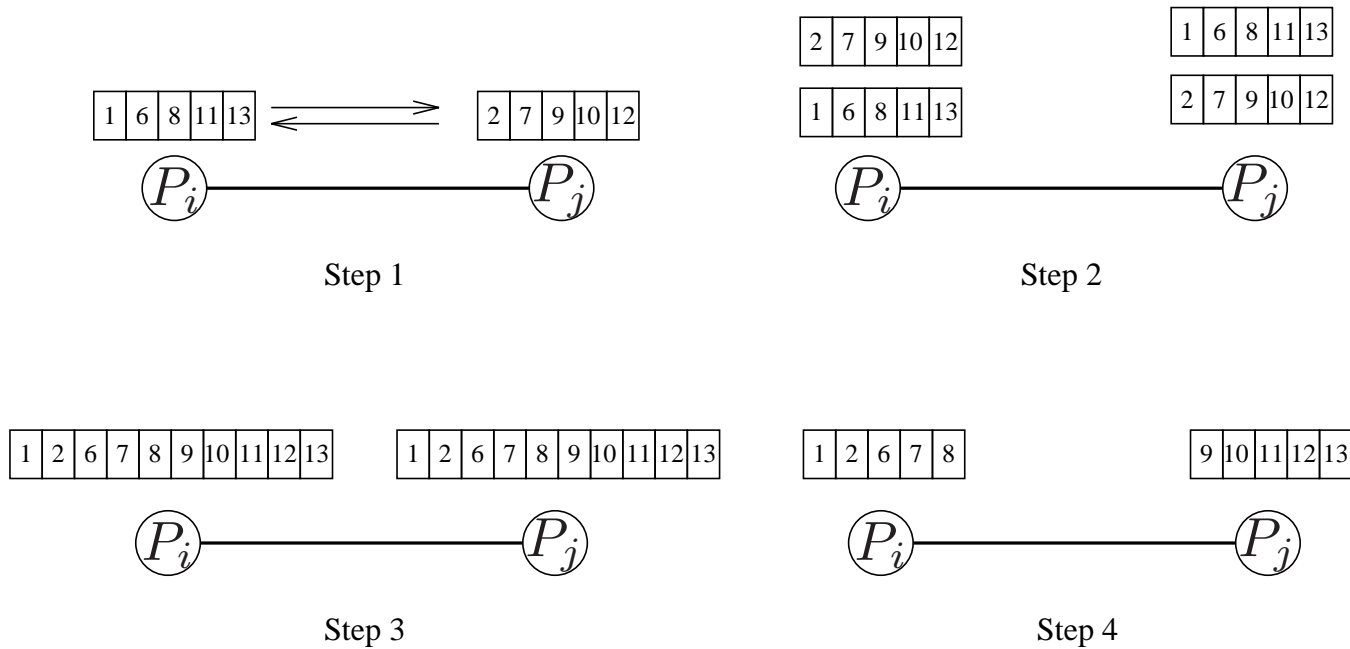 1 6 8 11 13
2 7 9 10 12
P_i
P_j
Step 1
2 7 9 10 12
1 6 8 11 13
1 6 8 11 13
2 7 9 10 12
P_i
P_j
Step 2
1 2 6 7 8 9 10 11 12 13
1 2 6 7 8 9 10 11 12 13
P_i
P_j
Step 3
1 2 6 7 8
9 10 11 12 13
P_i
P_j
Step 4